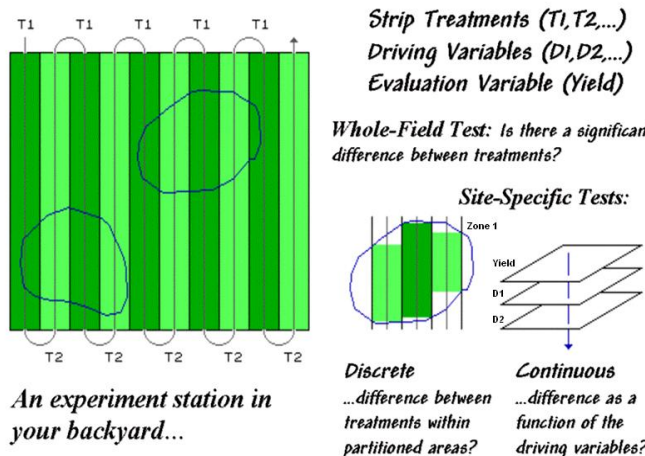 T1 T1 T1 T1 T1
T2 T2 T2 T2 T2
An experiment station in
your backyard...
Strip Treatments (T1,T2,...)
Driving Variables (D1,D2,...)
Evaluation Variable (Yield)
Whole-Field Test: Is there a significan
difference between treatments?
Site-Specific Tests:
Zone 1
Yield
D1
D2
Discrete
...difference between
treatments within
partitioned areas?
Continuous
...difference as a
function of the
driving variables?